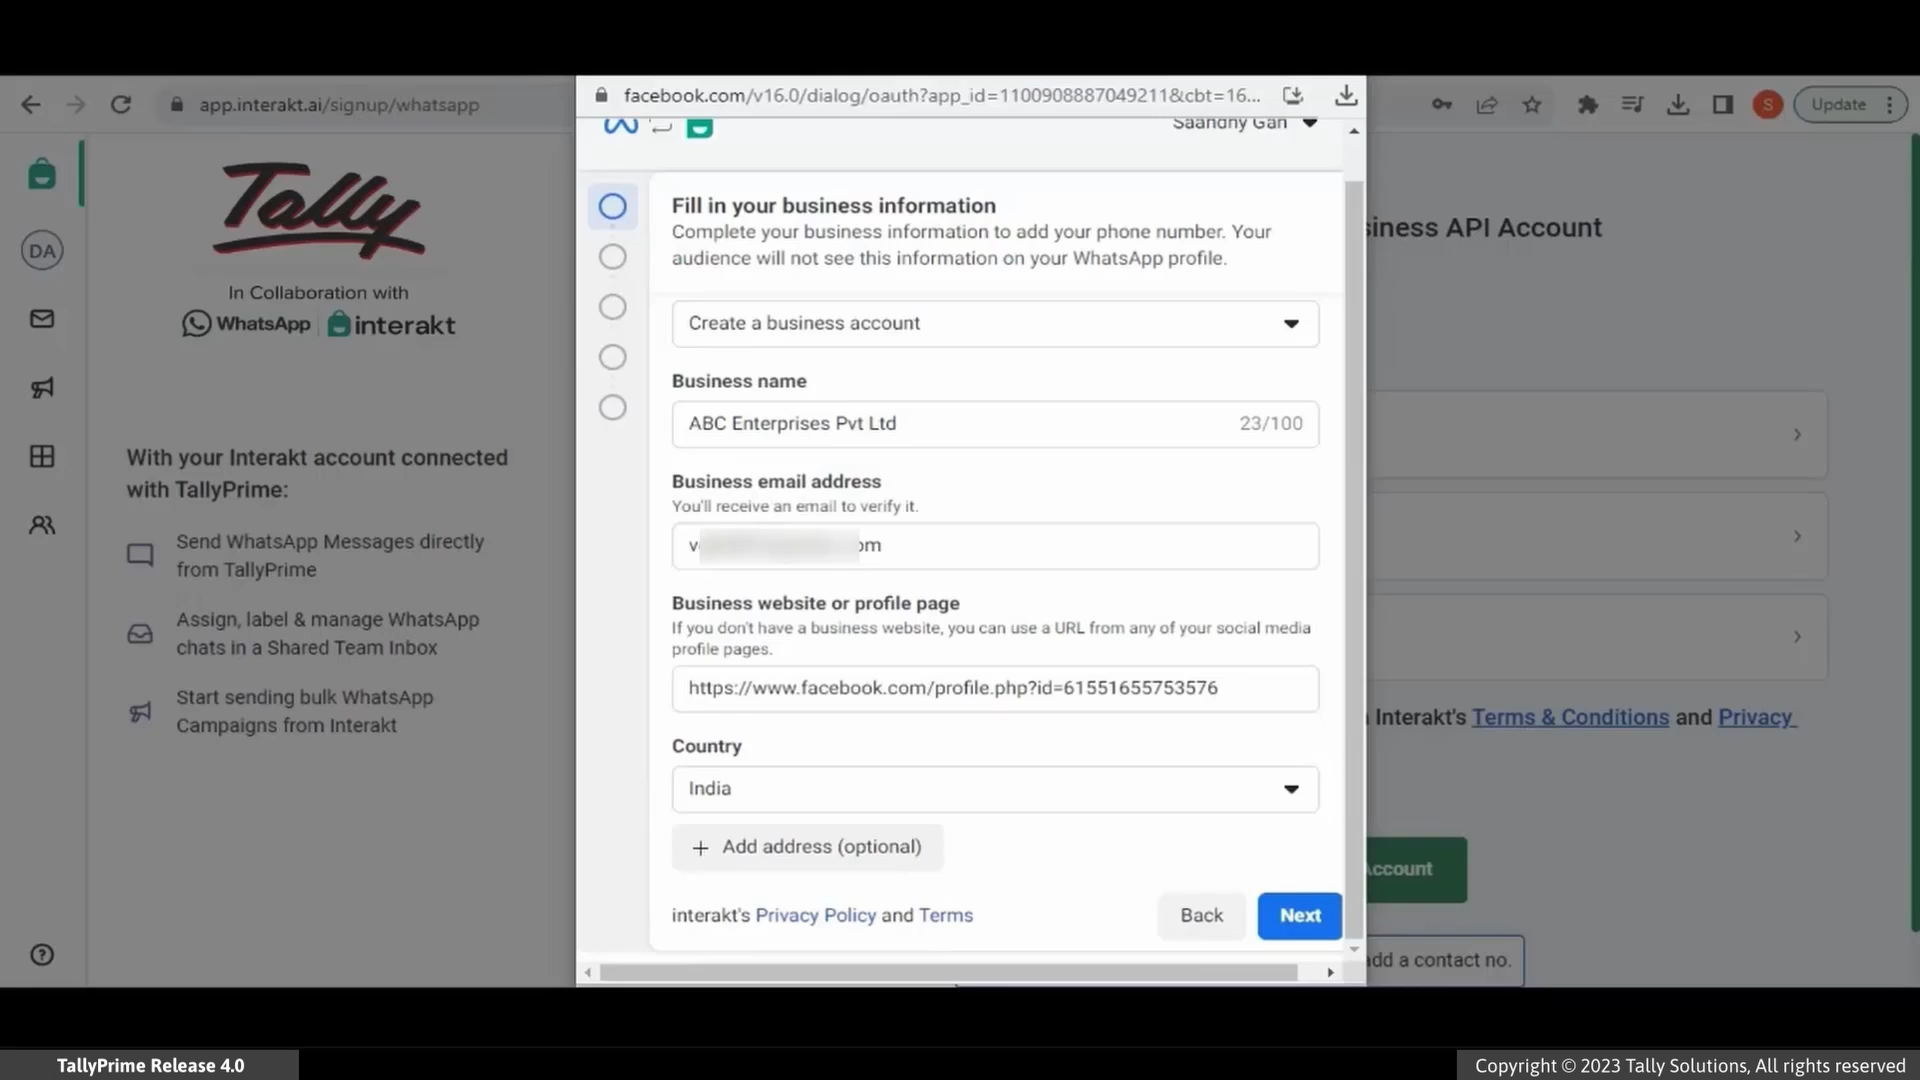 app.interakt.ai/signup/whatsapp
facebook.com/v16.0/dialog/oauth?app_id=1100908887049211&cbt=16...
S
Update
Saandhy Gan
DA
Tally
In Collaboration with
WhatsApp interakt
With your Interakt account connected
with TallyPrime:
Send WhatsApp Messages directly
from TallyPrime
Assign, label & manage WhatsApp
chats in a Shared Team Inbox
Start sending bulk WhatsApp
Campaigns from Interakt
Fill in your business information
Complete your business information to add your phone number. Your
audience will not see this information on your WhatsApp profile.
Create a business account
Business name
ABC Enterprises Pvt Ltd 23/100
Business email address
You'll receive an email to verify it.
Business website or profile page
If you don't have a business website, you can use a URL from any of your social media
profile pages.
https://www.facebook.com/profile.php?id=61551655753576
Country
India
+ Add address (optional)
interakt's Privacy Policy and Terms
Back
Next
siness API Account
Interakt's Terms & Conditions and Privacy
Account
add a contact no.
TallyPrime Release 4.0
Copyright © 2023 Tally Solutions, All rights reserved